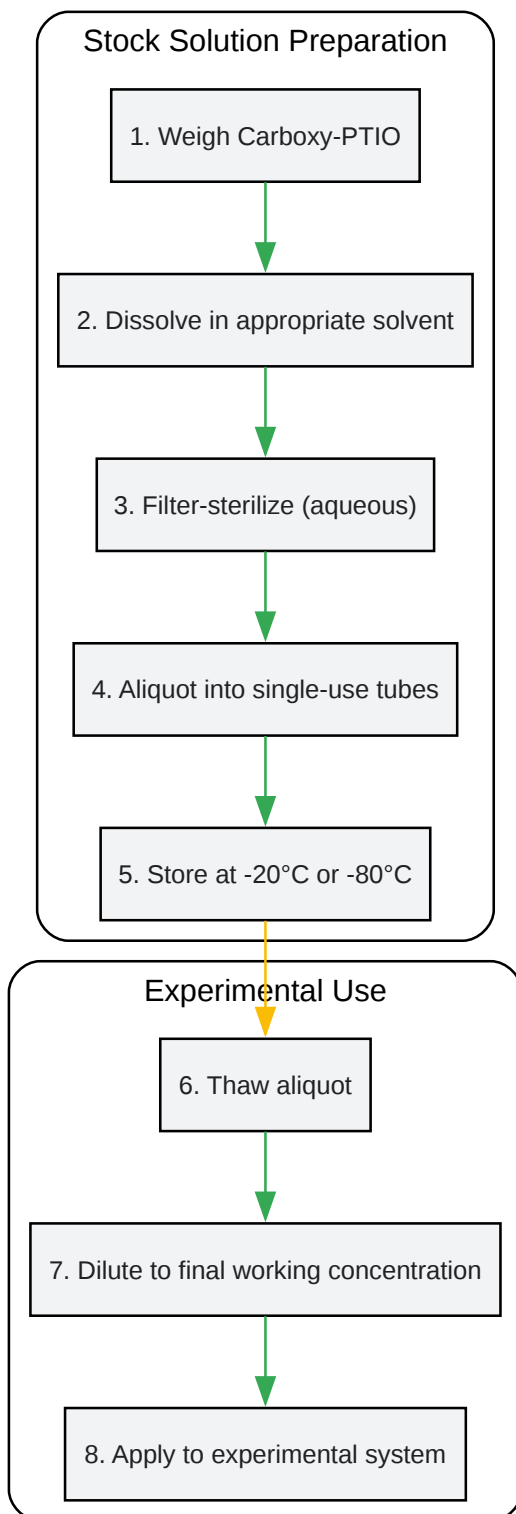 Stock Solution Preparation
1. Weigh Carboxy-PTIO
2. Dissolve in appropriate solvent
3. Filter-sterilize (aqueous)
4. Aliquot into single-use tubes
5. Store at -20°C or -80°C
Experimental Use
6. Thaw aliquot
7. Dilute to final working concentration
8. Apply to experimental system